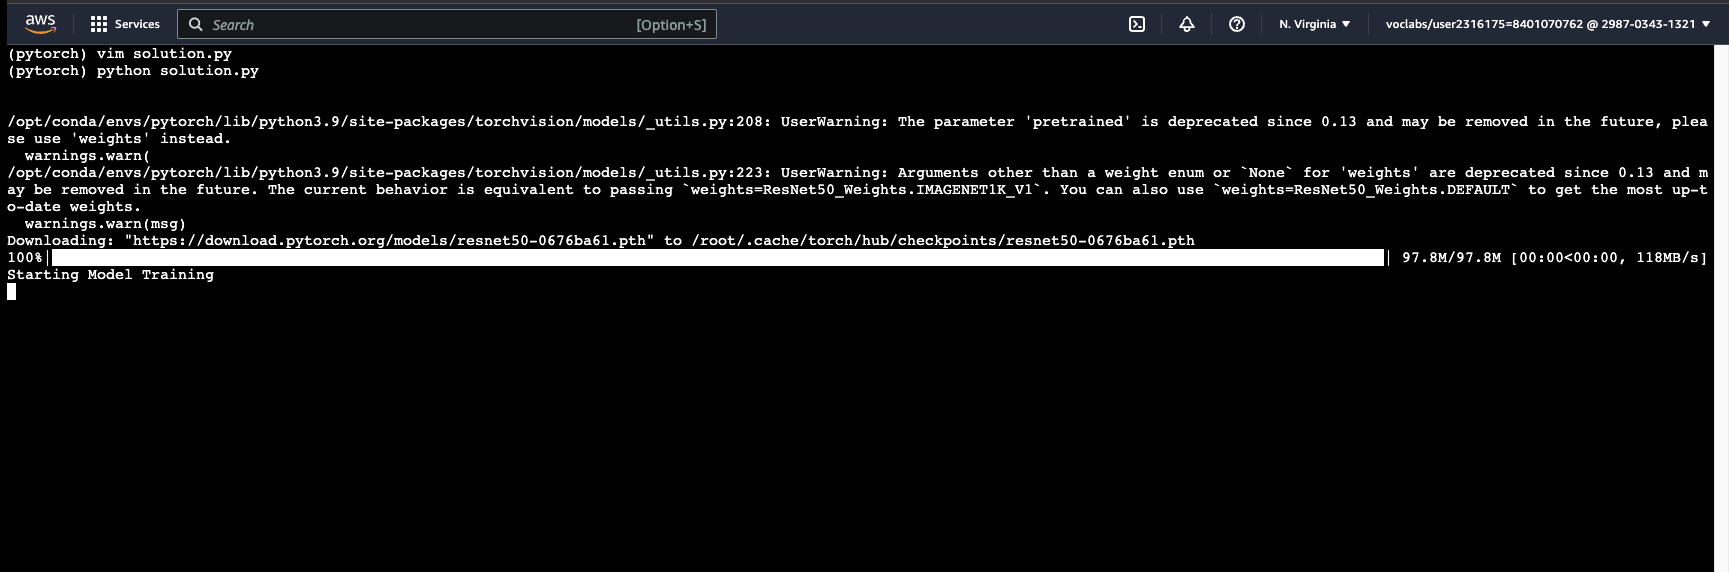 aws Services Search [Option+S] N. Virginia voclabs/user2316175=8401070762 @ 2987-0343-1321
(pytorch) vim solution.py
(pytorch) python solution.py
/opt/conda/envs/pytorch/lib/python3.9/site-packages/torchvision/models/_utils.py:208: UserWarning: The parameter 'pretrained' is deprecated since 0.13 and may be removed in the future, plea
se use 'weights' instead.
  warnings.warn(
/opt/conda/envs/pytorch/lib/python3.9/site-packages/torchvision/models/_utils.py:223: UserWarning: Arguments other than a weight enum or `None` for 'weights' are deprecated since 0.13 and m
ay be removed in the future. The current behavior is equivalent to passing `weights=ResNet50_Weights.IMAGENET1K_V1`. You can also use `weights=ResNet50_Weights.DEFAULT` to get the most up-t
o-date weights.
  warnings.warn(msg)
Downloading: "https://download.pytorch.org/models/resnet50-0676ba61.pth" to /root/.cache/torch/hub/checkpoints/resnet50-0676ba61.pth
100%| | 97.8M/97.8M [00:00<00:00, 118MB/s]
Starting Model Training